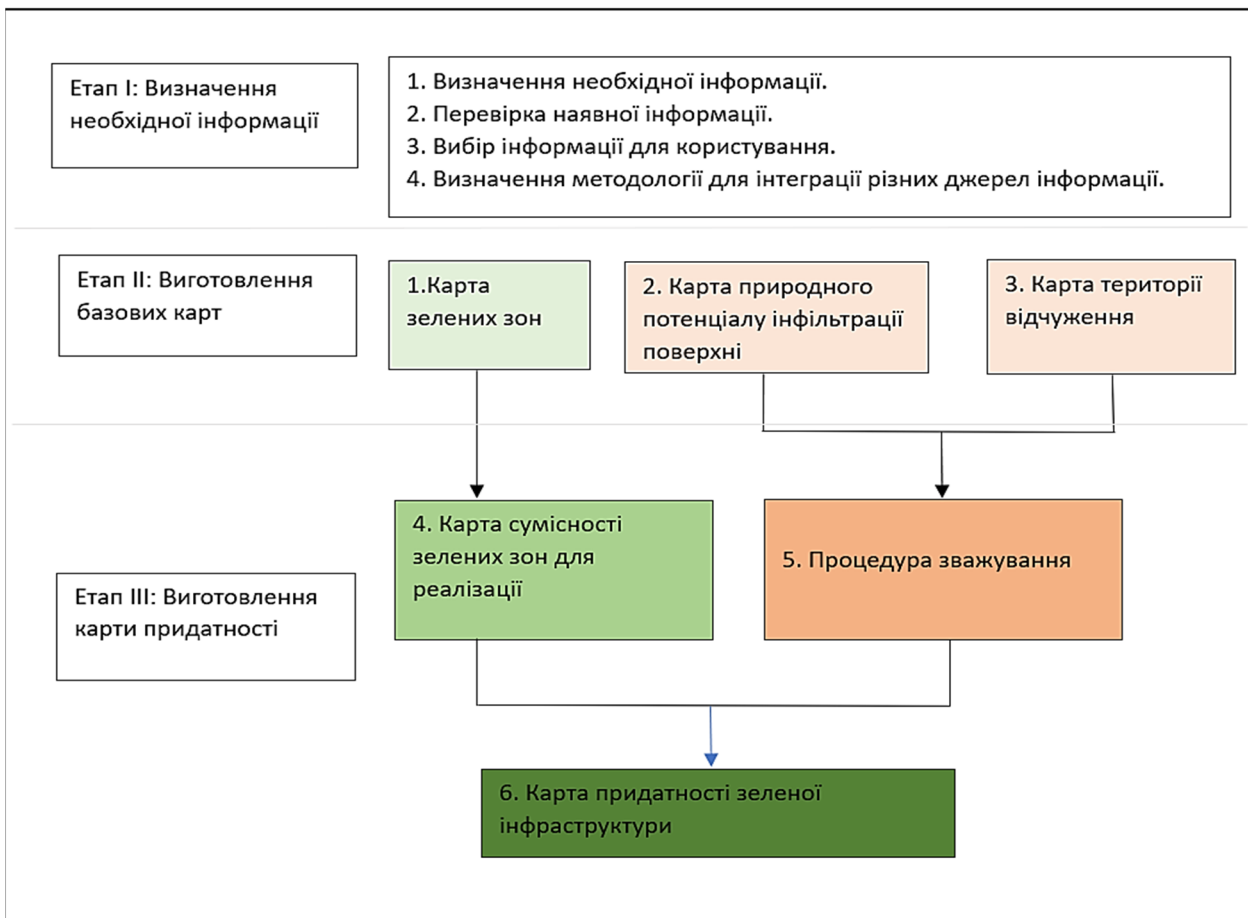 Етап І: Визначення
необхідної інформації
1. Визначення необхідної інформації.
2. Перевірка наявної інформації.
3. Вибір інформації для користування.
4. Визначення методології для інтеграції різних джерел інформації.
Етап ІІ: Виготовлення
базових карт
1.Карта
зелених зон
2. Карта природного
потенціалу інфільтрації
поверхні
3. Карта території
відчуження
4. Карта сумісності
зелених зон для
реалізації
5. Процедура зважування
Етап ІІІ: Виготовлення
карти придатності
6. Карта придатності зеленої
інфраструктури